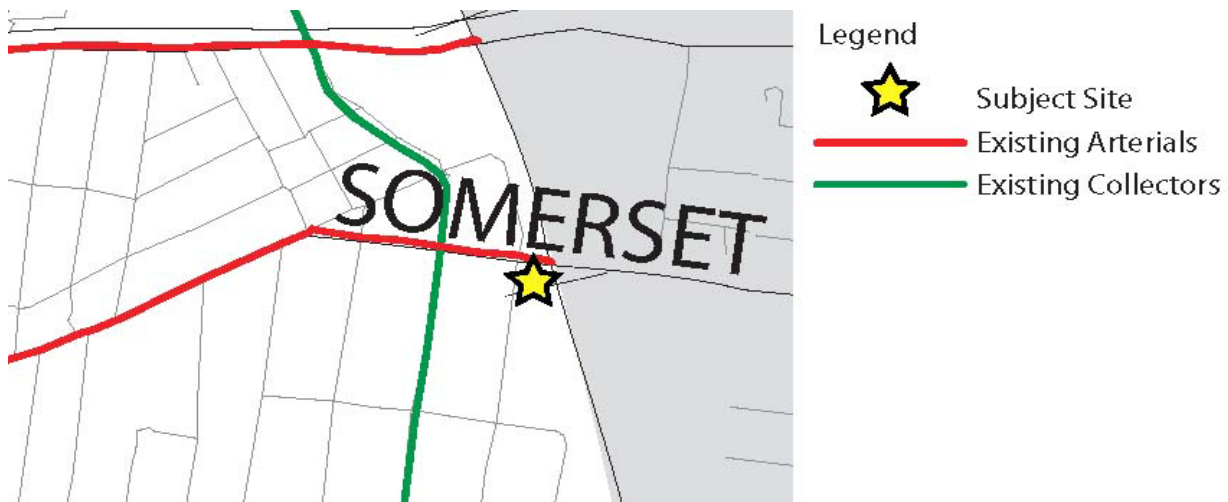 Legend
Subject Site
Existing Arterials
Existing Collectors
SOMERSET